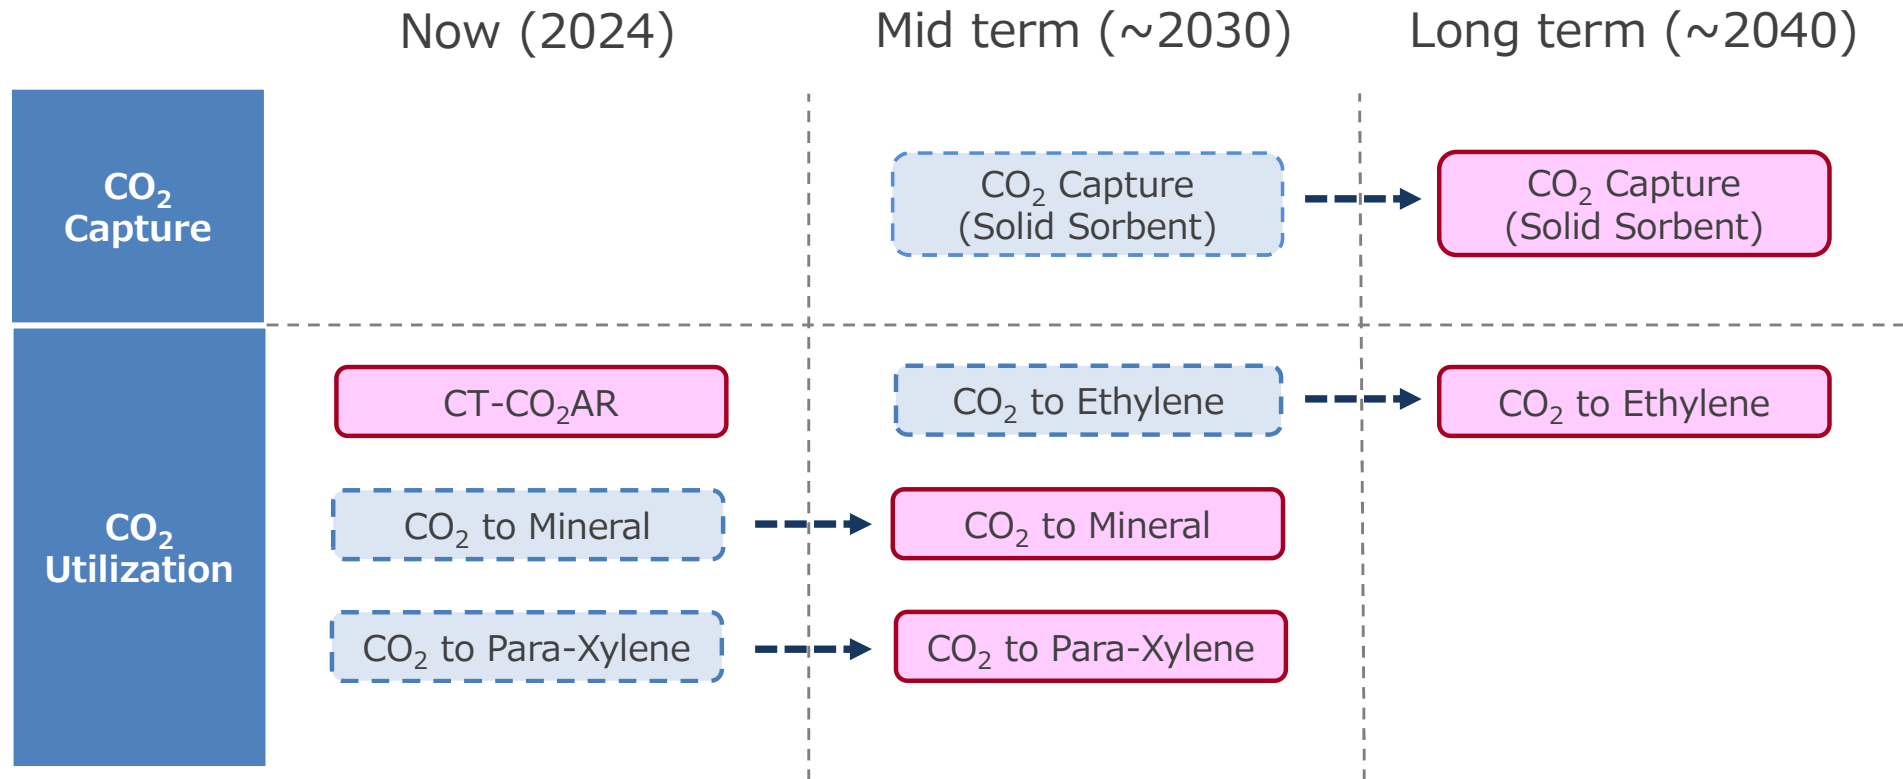 Now (2024)
Mid term (~2030)
Long term (~2040)
CO₂
Capture
CO₂ Capture
(Solid Sorbent)
CO₂ Capture
(Solid Sorbent)
CO₂
Utilization
CT-CO₂AR
CO₂ to Ethylene
CO₂ to Ethylene
CO₂ to Mineral
CO₂ to Mineral
CO₂ to Para-Xylene
CO₂ to Para-Xylene